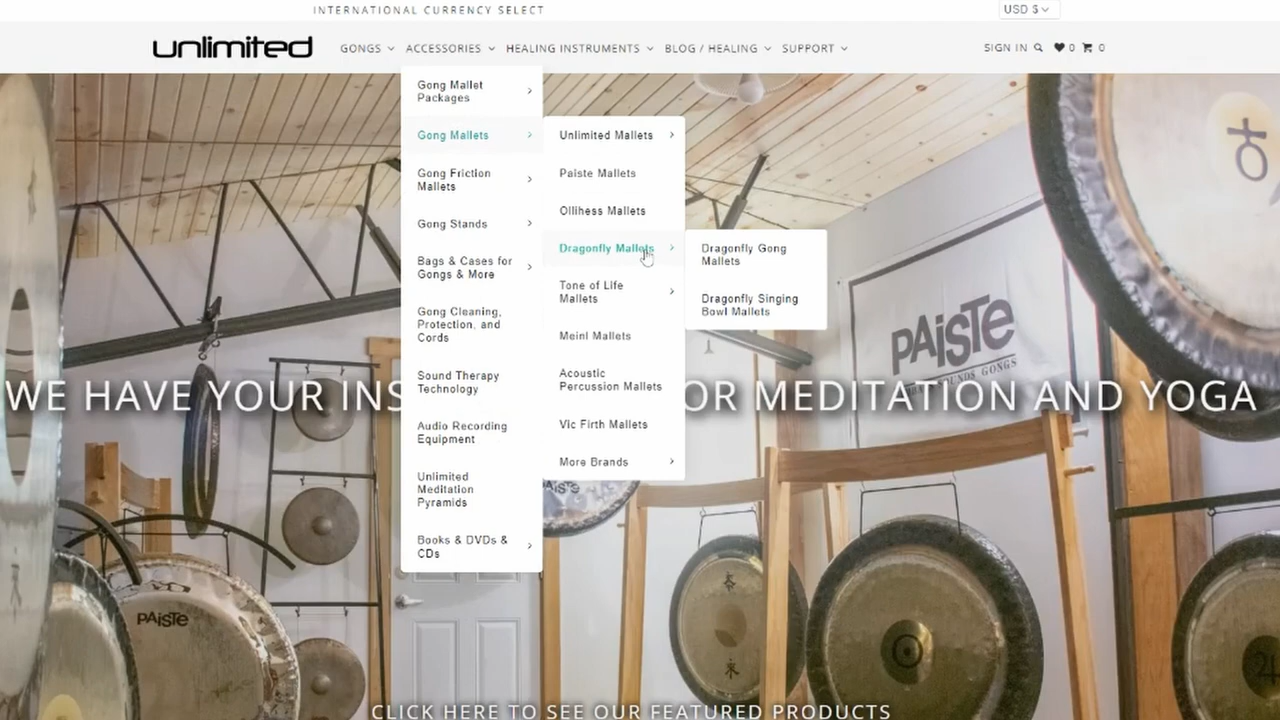 INTERNATIONAL CURRENCY SELECT
USD $
unlimited
GONGS
ACCESSORIES
HEALING INSTRUMENTS
BLOG / HEALING
SUPPORT
SIGN IN
0
0
Gong Mallet
Packages
Gong Mallets
Gong Friction
Mallets
Gong Stands
Bags & Cases for
Gongs & More
Gong Cleaning,
Protection, and
Cords
Sound Therapy
Technology
Audio Recording
Equipment
Unlimited
Meditation
Pyramids
Books & DVDs &
CDs
Unlimited Mallets
Paiste Mallets
Ollihess Mallets
Dragonfly Mallets
Tone of Life
Mallets
Meinl Mallets
Acoustic
Percussion Mallets
Vic Firth Mallets
More Brands
Dragonfly Gong
Mallets
Dragonfly Singing
Bowl Mallets
PAiSTe
SOUNDS GONGS
WE HAVE YOUR INS
OR MEDITATION AND YOGA
PAiSTe
PAiSTe
CLICK HERE TO SEE OUR FEATURED PRODUCTS